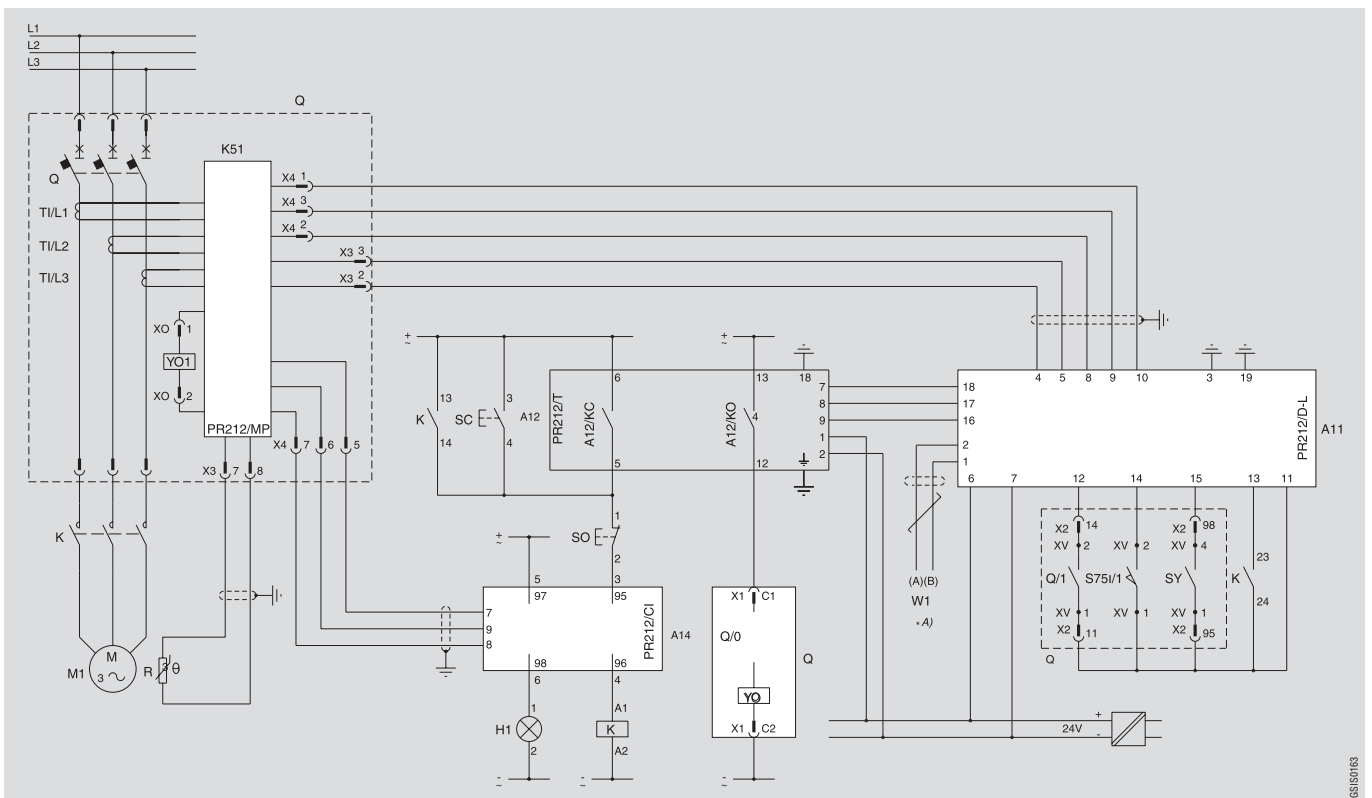 L1
L2
L3
Q
K51
X4 1
X4 3
X4 2
X3 3
X3 2
Q
TI/L1
TI/L2
TI/L3
XO 1
YO1
XO 2
PR212/MP
X3 7 8
X4 7 6 5
+
~
+
~
-
-
-
13
K
14
3
SC
4
A12
PR212/T
6
A12/KC
5
13
A12/KO
4
12
18
7
8
9
1
2
18
17
16
2
1
4 5 8 9 10 3 19
PR212/D-L
A11
6 7 12 14 15 13 11
K
1
SO
2
+
~
5
97
3
95
7
9
8
PR212/CI
A14
98
6
96
4
1
H1
2
A1
K
A2
-
~
-
~
-
~
X1 C1
Q/0
YO
X1 C2
Q
(A)(B)
W1
*A)
X2 14
XV 2
Q/1
XV 1
X2 11
XV 2
S75I/1
XV 1
X2 98
XV 4
SY
XV 1
X2 95
Q
23
K
24
M1
M
3
R
θ
24V
+
-
GSIS0163